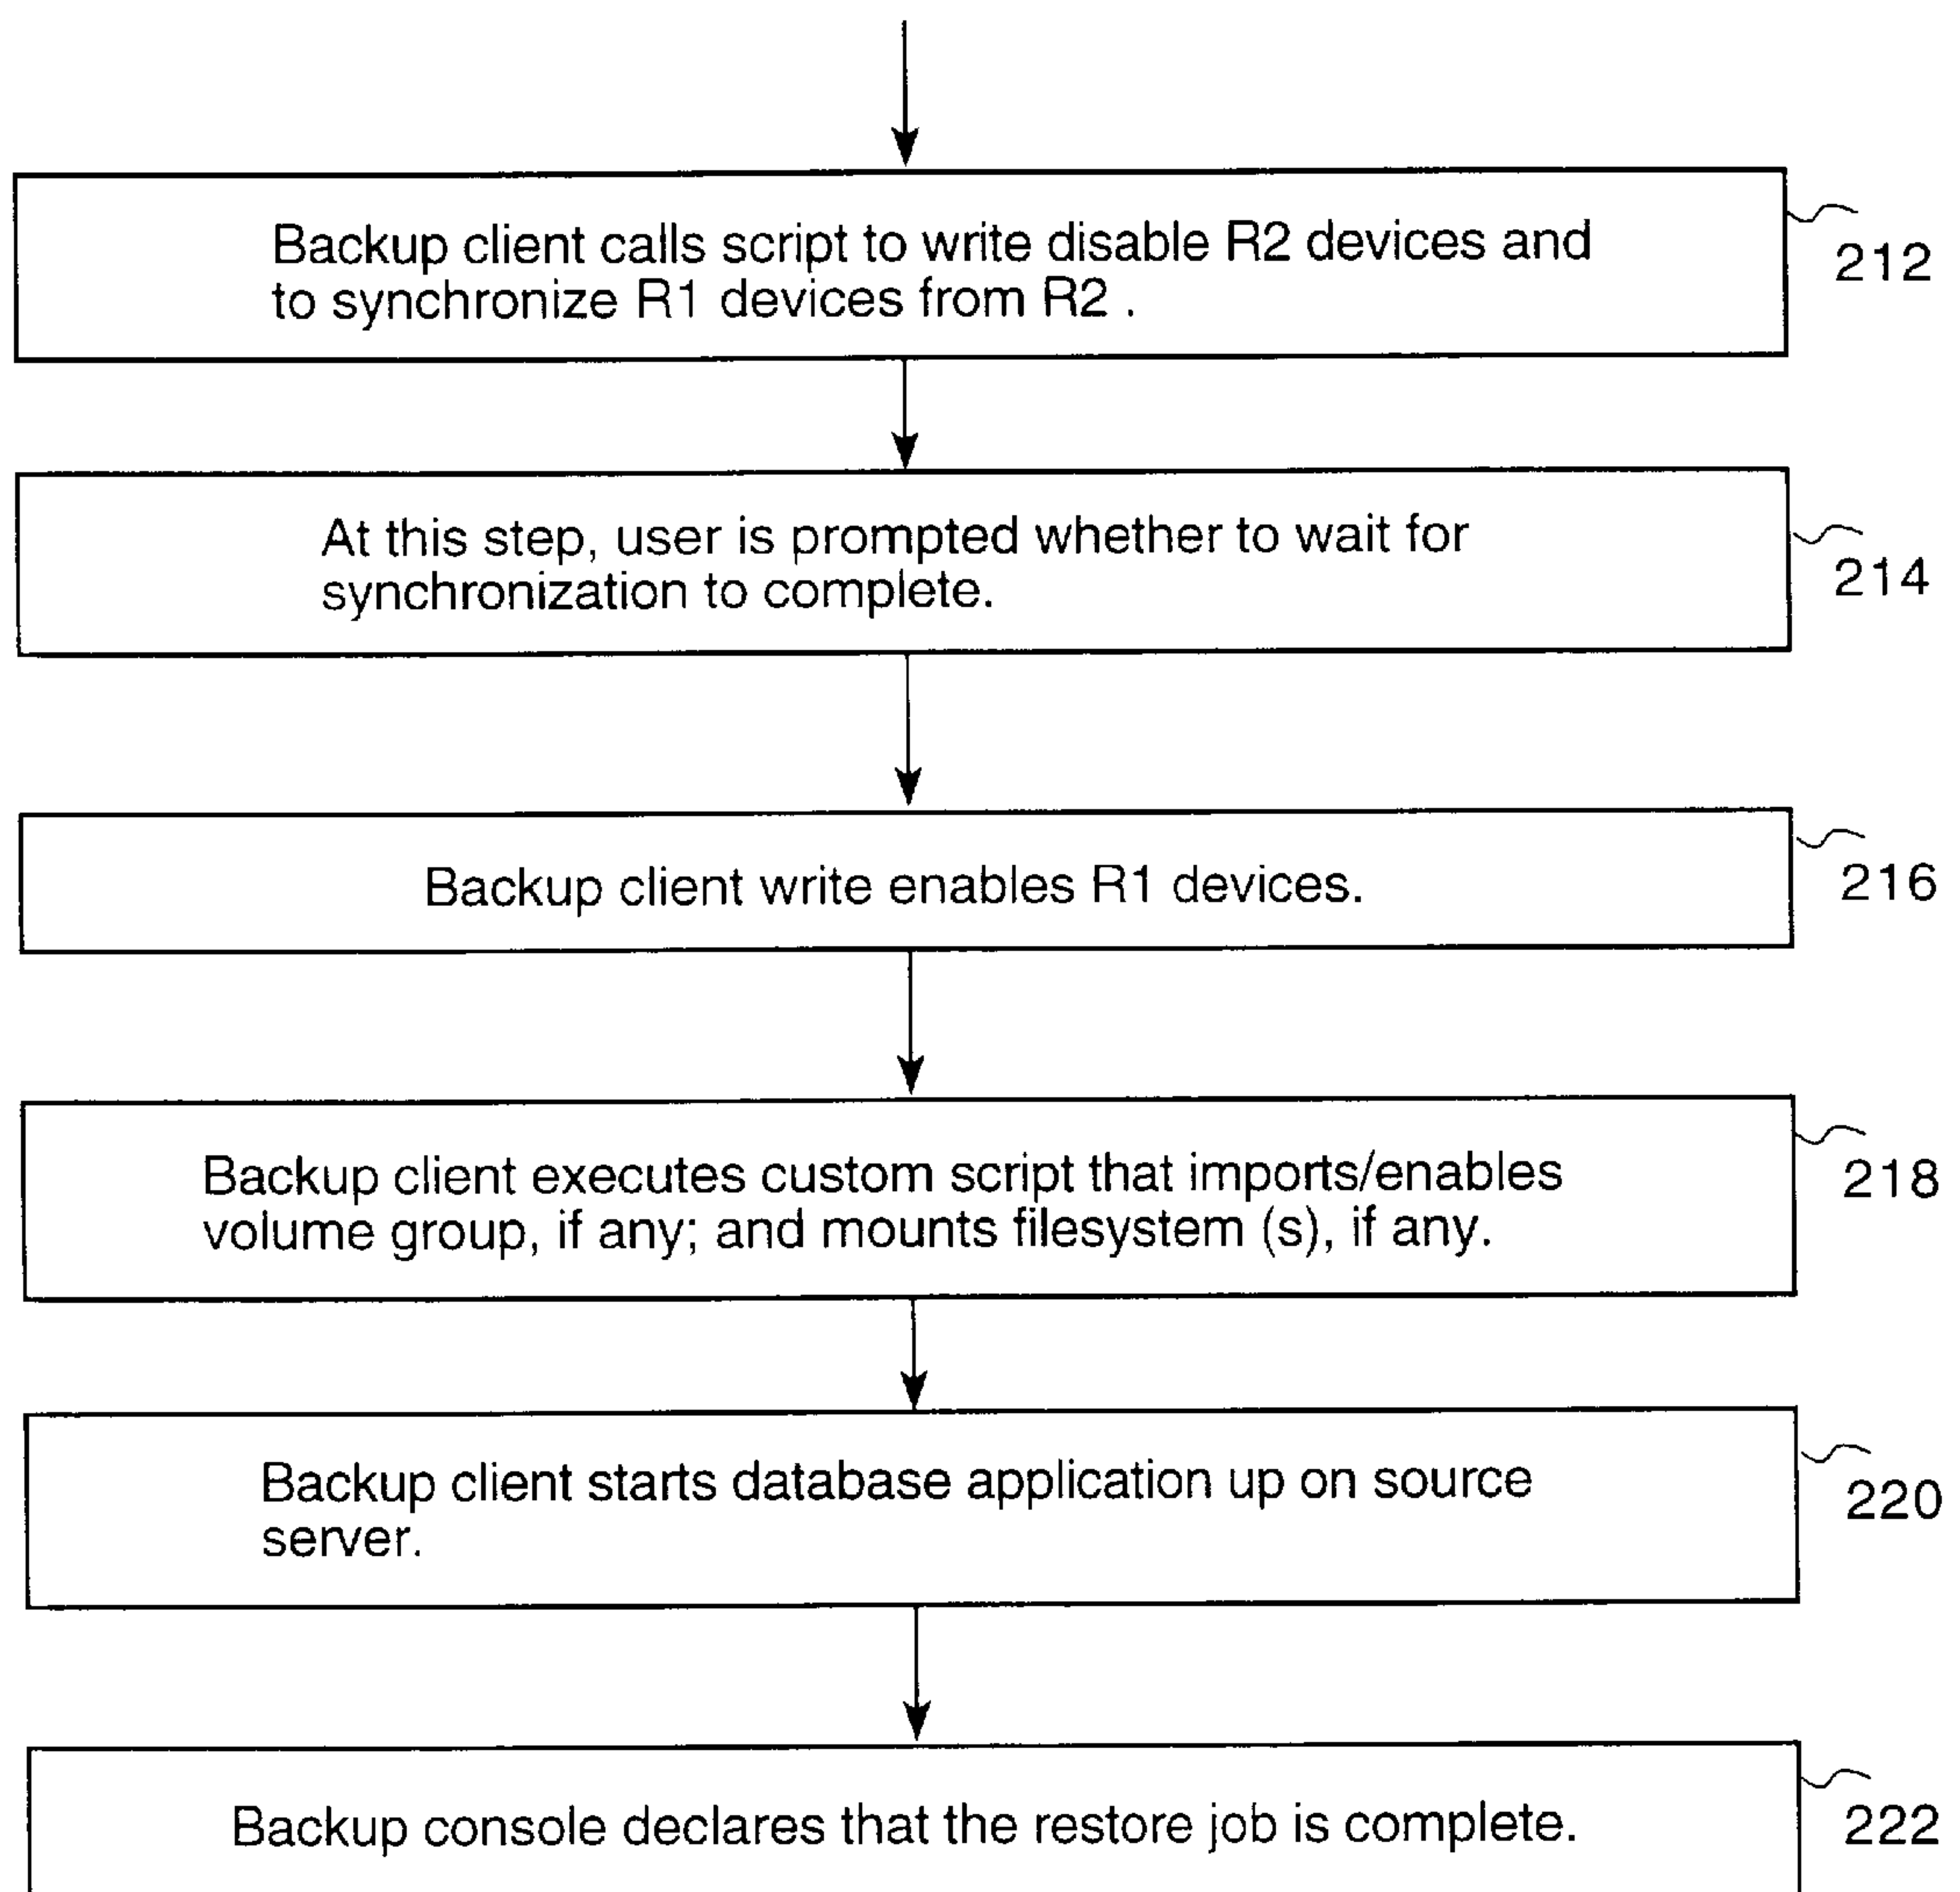 Backup client calls script to write disable R2 devices and
to synchronize R1 devices from R2 .
212
At this step, user is prompted whether to wait for
synchronization to complete.
214
Backup client write enables R1 devices.
216
Backup client executes custom script that imports/enables
volume group, if any; and mounts filesystem (s), if any.
218
Backup client starts database application up on source
server.
220
Backup console declares that the restore job is complete.
222